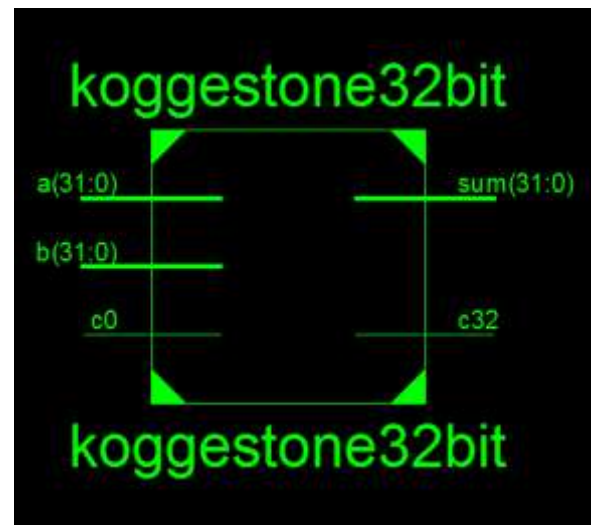 koggestone32bit
a(31:0) sum(31:0)
b(31:0)
c0 c32
koggestone32bit